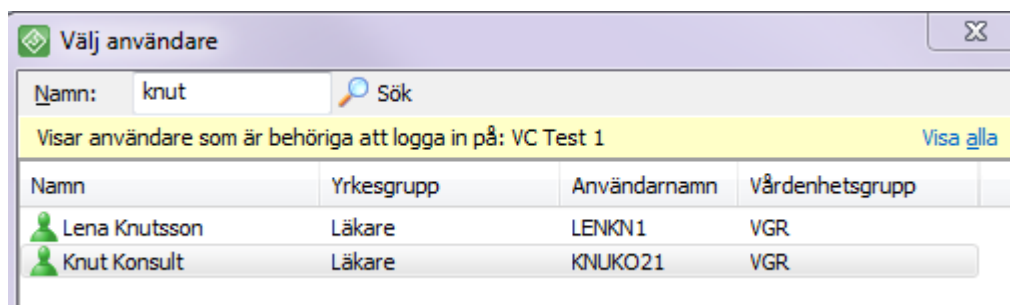 Välj användare
Namn: knut Sök
Visar användare som är behöriga att logga in på: VC Test 1 Visa alla
Namn Yrkesgrupp Användarnamn Vårdenhetsgrupp
Lena Knutsson Läkare LENKN1 VGR
Knut Konsult Läkare KNUKO21 VGR